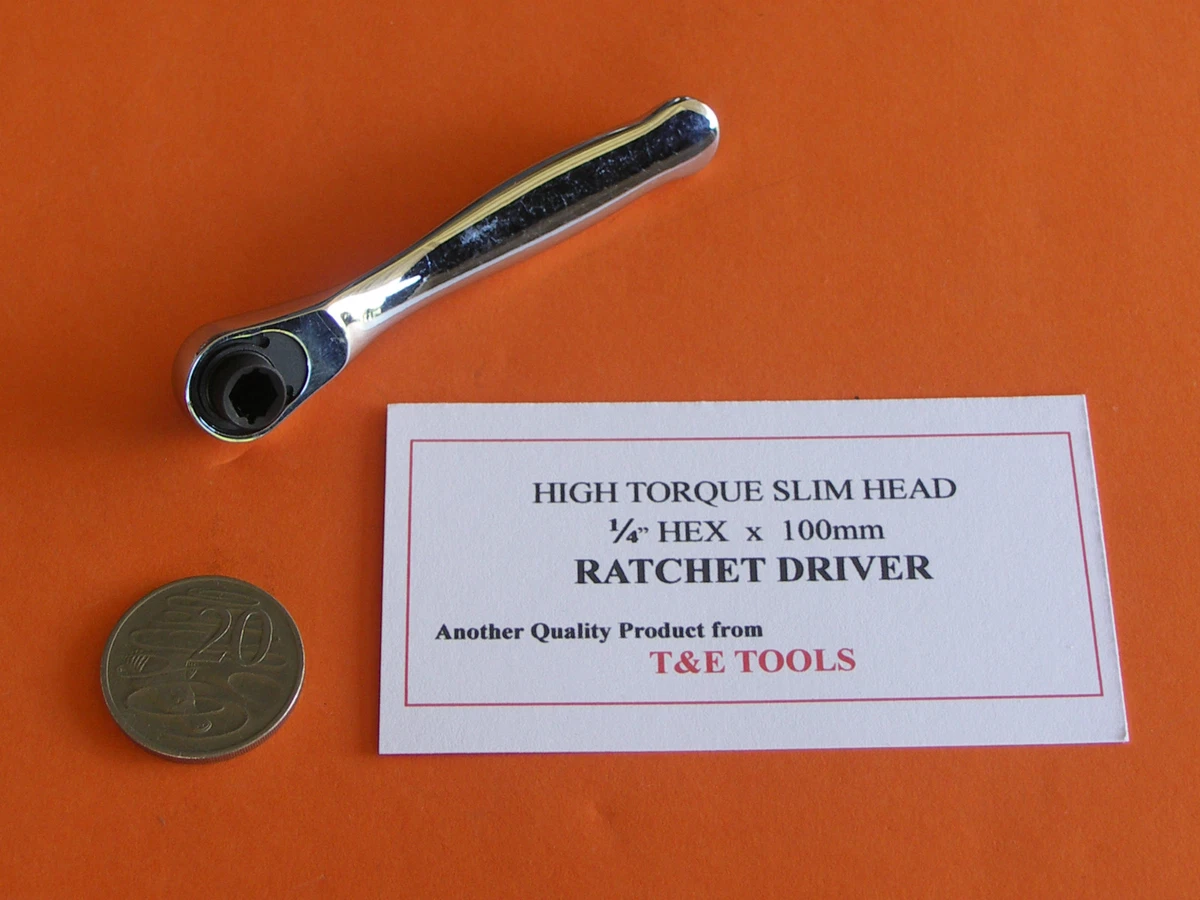 HIGH TORQUE SLIM HEAD
¼” HEX x 100mm
RATCHET DRIVER
Another Quality Product from
T&E TOOLS
20